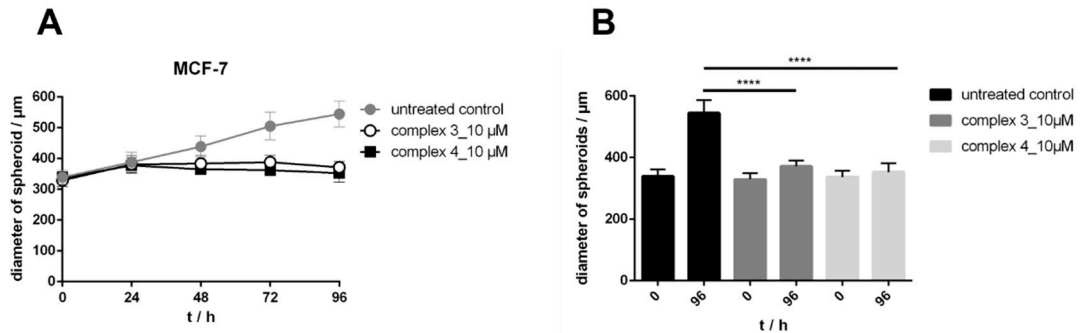 A
MCF-7
diameter of spheroid / µm
600
500
400
300
200
100
0
0 24 48 72 96
t / h
untreated control
complex 3_10 µM
complex 4_10 µM
B
****
****
diameter of spheroids / µm
600
400
200
0
0 96 0 96 0 96
t / h
untreated control
complex 3_10µM
complex 4_10µM